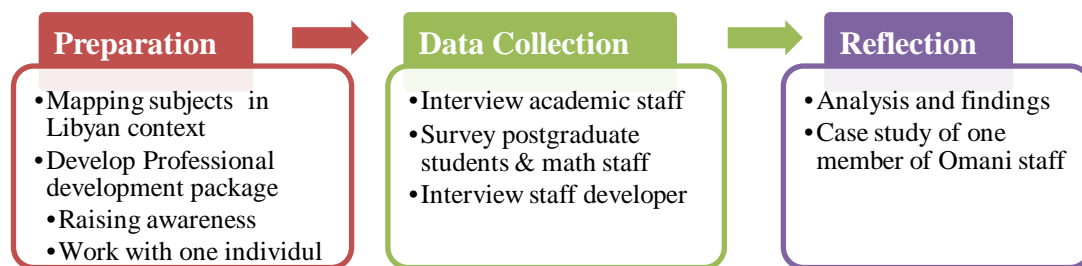 Preparation
•Mapping subjects in
Libyan context
•Develop Professional
development package
•Raising awareness
•Work with one individul
Data Collection
•Interview academic staff
•Survey postgraduate
students & math staff
•Interview staff developer
Reflection
•Analysis and findings
•Case study of one
member of Omani staff